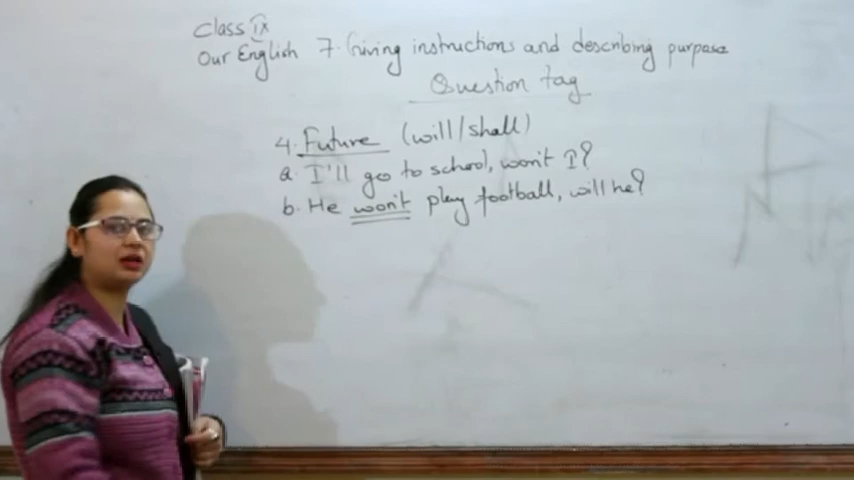 Class IX
Our English 7. Giving instructions and describing purpose
Question tag
4. Future (will/shall)
a. I'll go to school, won't I?
b. He won't play football, will he?